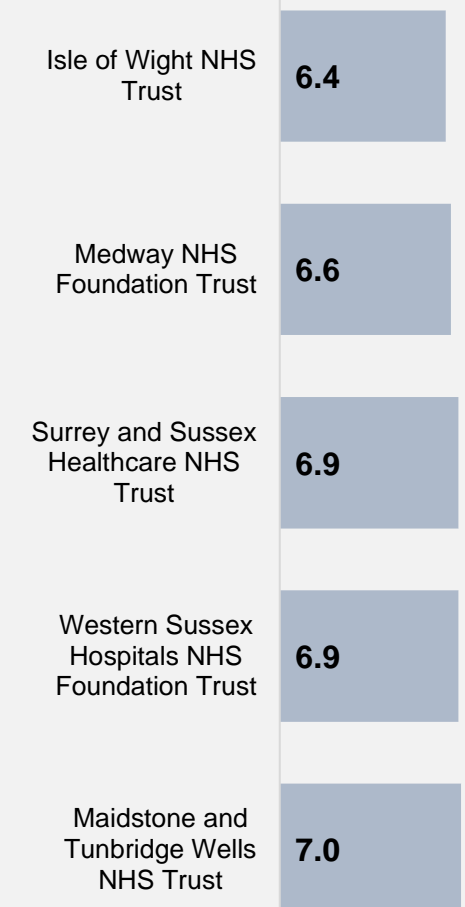 Isle of Wight NHS
Trust
6.4
Medway NHS
Foundation Trust
6.6
Surrey and Sussex
Healthcare NHS
Trust
6.9
Western Sussex
Hospitals NHS
Foundation Trust
6.9
Maidstone and
Tunbridge Wells
NHS Trust
7.0